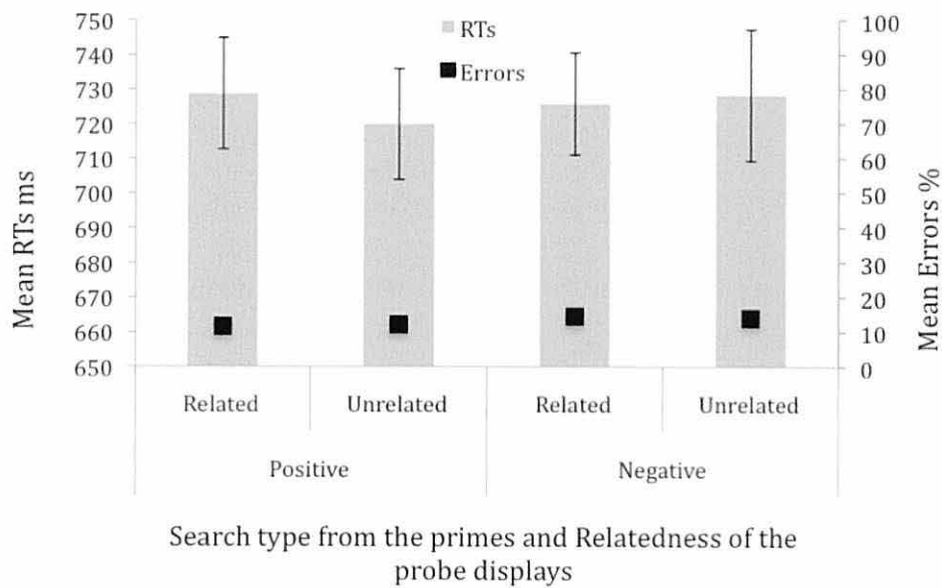 750
740
730
720
710
700
690
680
670
660
650
Mean RTs ms
RTs
Errors
100
90
80
70
60
50
40
30
20
10
0
Mean Errors %
Related
Unrelated
Related
Unrelated
Positive
Negative
Search type from the primes and Relatedness of the
probe displays